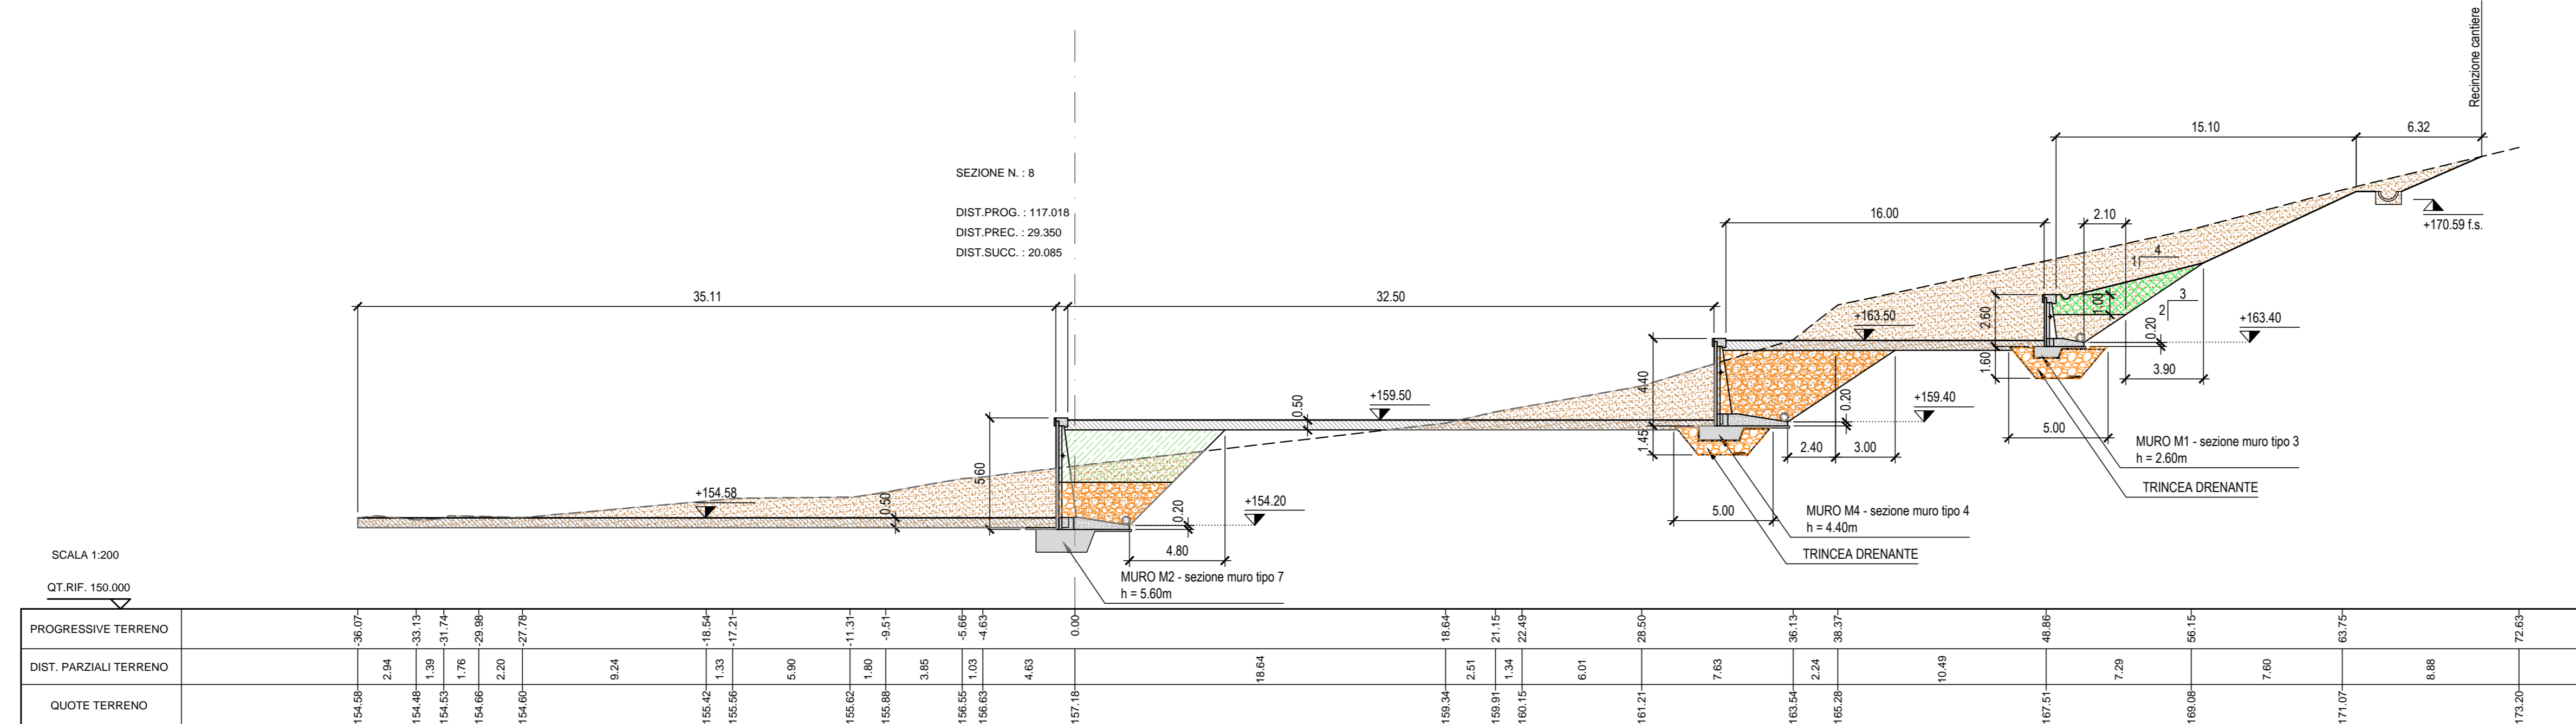 Recinzione cantiere
15.10
6.32
SEZIONE N. : 8
DIST.PROG. : 117.018
DIST.PREC. : 29.350
DIST.SUCC. : 20.085
16.00
2.10
+170.59 f.s.
4
1
35.11
32.50
3
2
1.00
2.60
0.20
+163.50
+163.40
1.60
3.90
4.40
+159.50
0.50
0.20
+159.40
5.00
MURO M1 - sezione muro tipo 3
h = 2.60m
TRINCEA DRENANTE
1.45
2.40
3.00
5.60
+154.58
0.50
0.20
+154.20
5.00
MURO M4 - sezione muro tipo 4
h = 4.40m
TRINCEA DRENANTE
4.80
MURO M2 - sezione muro tipo 7
h = 5.60m
SCALA 1:200
QT.RIF. 150.000
PROGRESSIVE TERRENO -36.07 -33.13 -31.74 -29.98 -27.78 -18.54 -17.21 -11.31 -9.51 -5.66 -4.63 0.00 18.64 21.15 22.49 28.50 36.13 38.37 48.86 56.15 63.75 72.63
DIST. PARZIALI TERRENO 2.94 1.39 1.76 2.20 9.24 1.33 5.90 1.80 3.85 1.03 4.63 18.64 2.51 1.34 6.01 7.63 2.24 10.49 7.29 7.60 8.88
QUOTE TERRENO 154.58 154.48 154.53 154.66 154.60 155.42 155.56 155.62 155.88 156.55 156.63 157.18 159.34 159.91 160.15 161.21 163.54 165.28 167.51 169.08 171.07 173.20